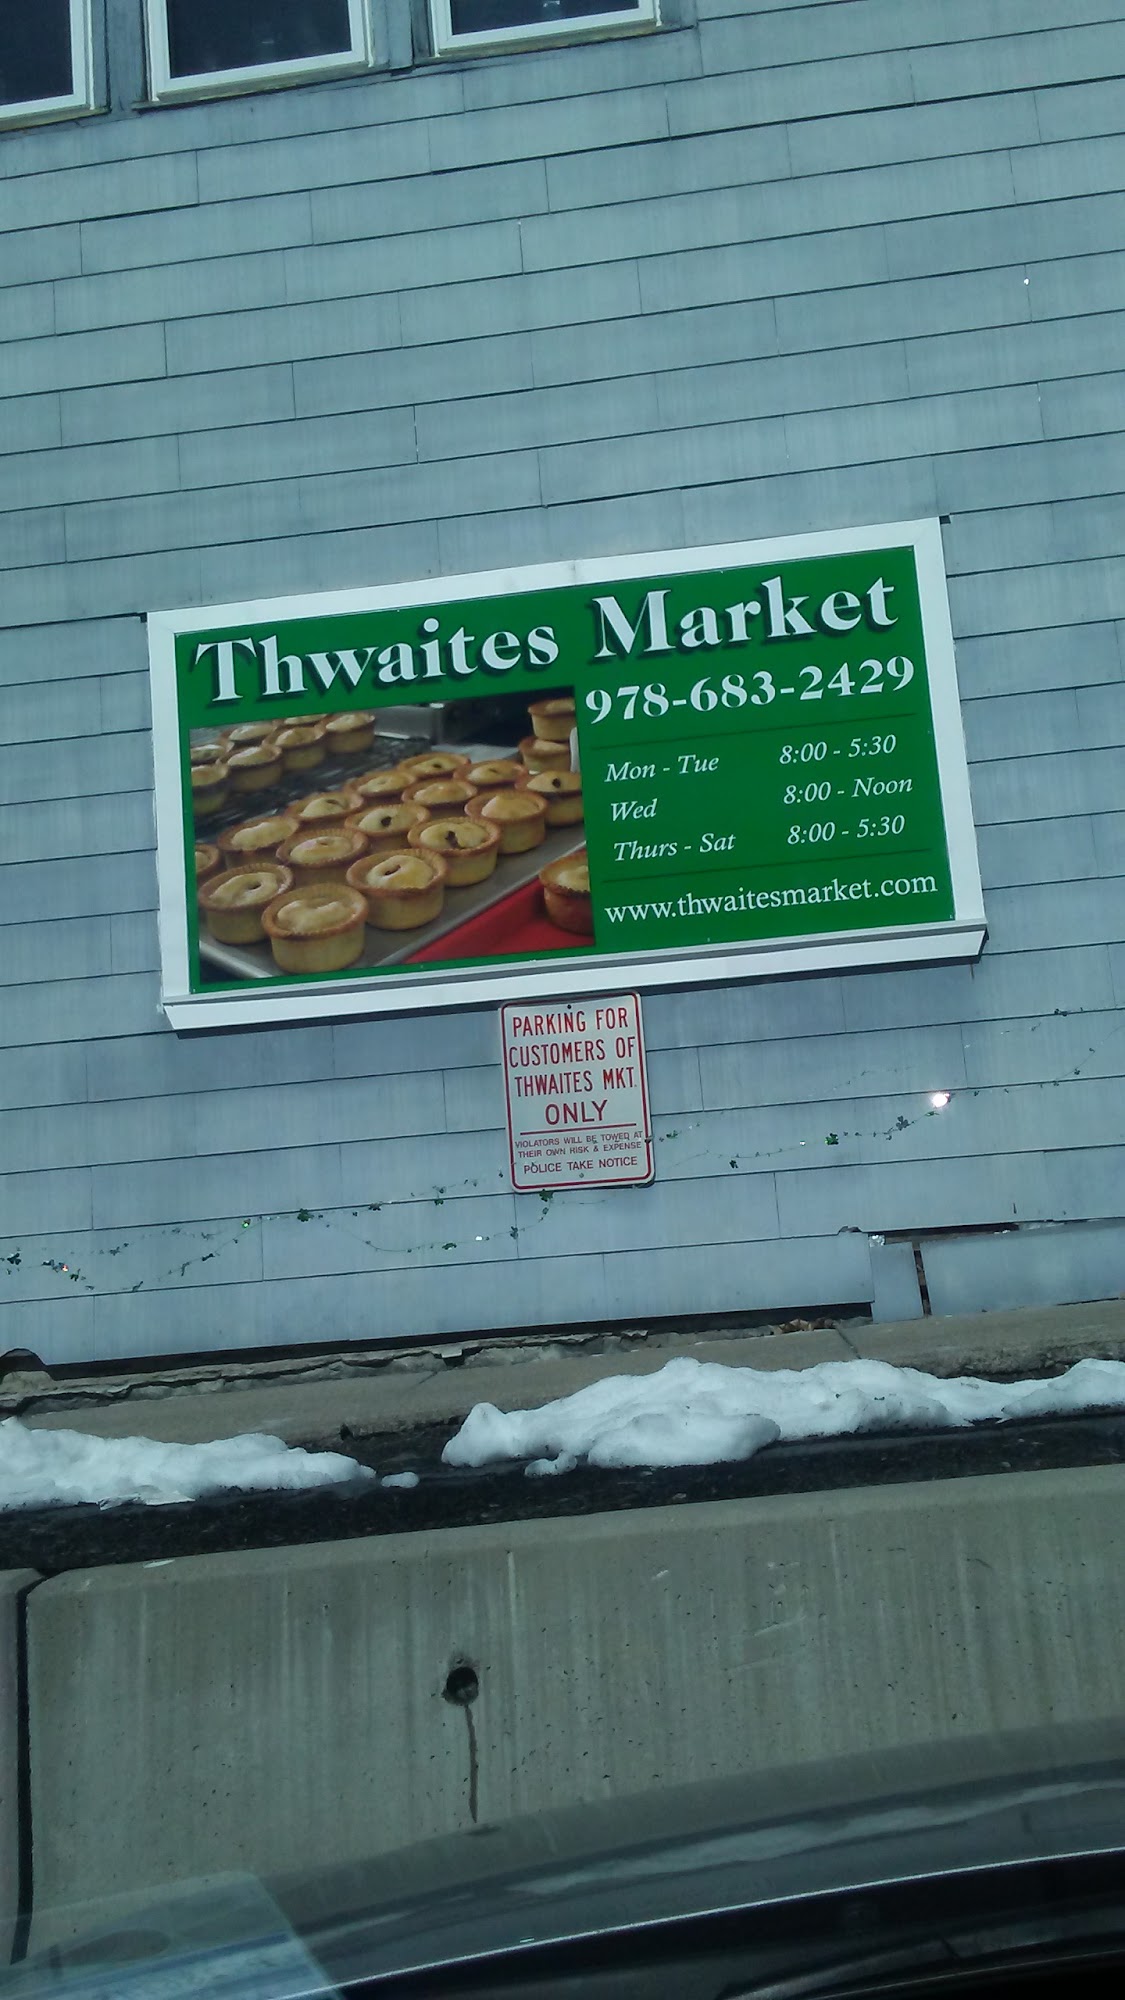 Thwaites Market
978-683-2429
Mon - Tue 8:00 - 5:30
Wed 8:00 - Noon
Thurs - Sat 8:00 - 5:30
www.thwaitesmarket.com
PARKING FOR
CUSTOMERS OF
THWAITES MKT.
ONLY
VIOLATORS WILL BE TOWED AT
THEIR OWN RISK & EXPENSE
POLICE TAKE NOTICE